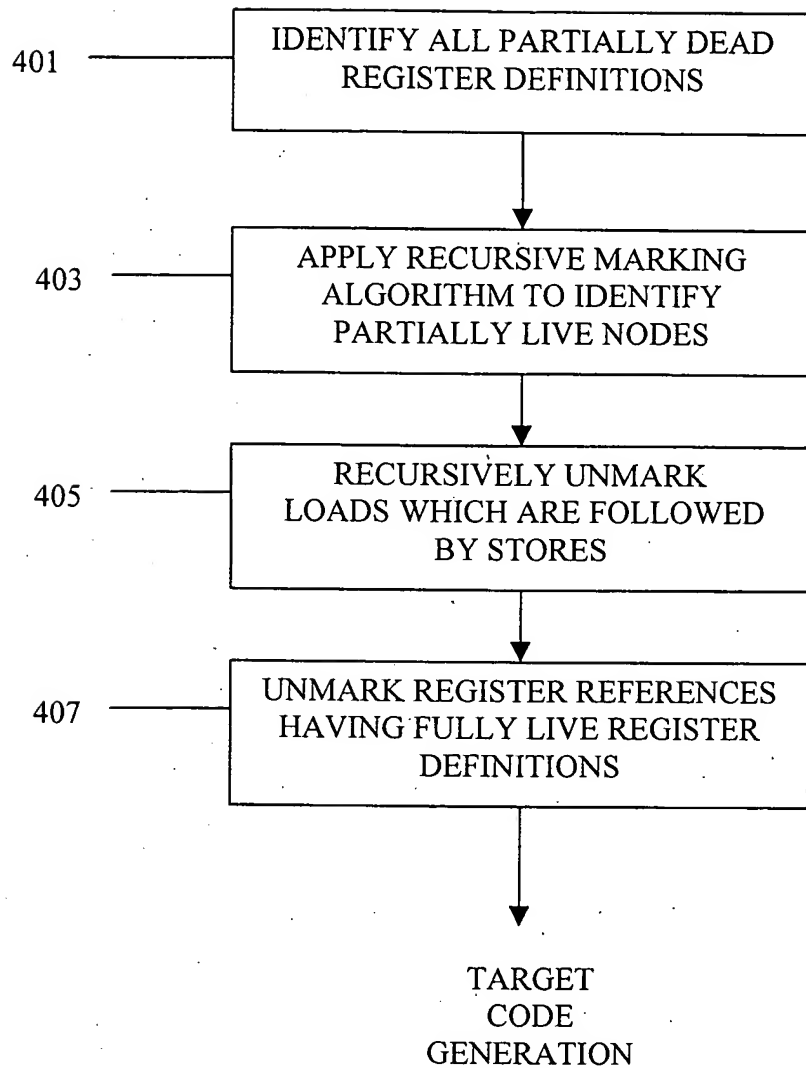 401
IDENTIFY ALL PARTIALLY DEAD
REGISTER DEFINITIONS
403
APPLY RECURSIVE MARKING
ALGORITHM TO IDENTIFY
PARTIALLY LIVE NODES
405
RECURSIVELY UNMARK
LOADS WHICH ARE FOLLOWED
BY STORES
407
UNMARK REGISTER REFERENCES
HAVING FULLY LIVE REGISTER
DEFINITIONS
TARGET
CODE
GENERATION